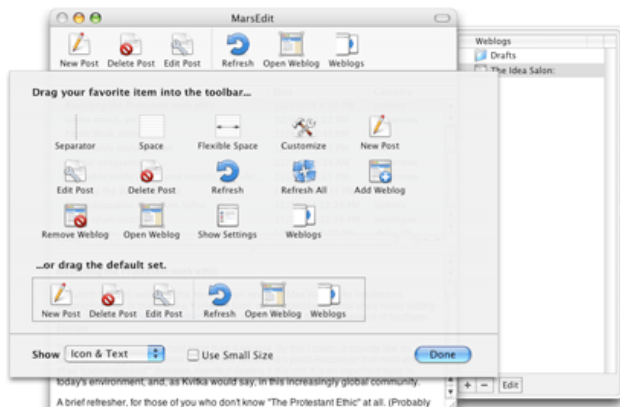 MarsEdit
New Post Delete Post Edit Post Refresh Open Weblog Weblogs
Weblogs
Drafts
The Idea Salon:
Drag your favorite item into the toolbar...
Separator Space Flexible Space Customize New Post
Edit Post Delete Post Refresh Refresh All Add Weblog
Remove Weblog Open Weblog Show Settings Weblogs
...or drag the default set.
New Post Delete Post Edit Post Refresh Open Weblog Weblogs
Show Icon & Text Use Small Size Done
+ − Edit
today's environment, and, as Kvitka would say, in this increasingly global community.
A brief refresher, for those of you who don't know "The Protestant Ethic" at all. (Probably